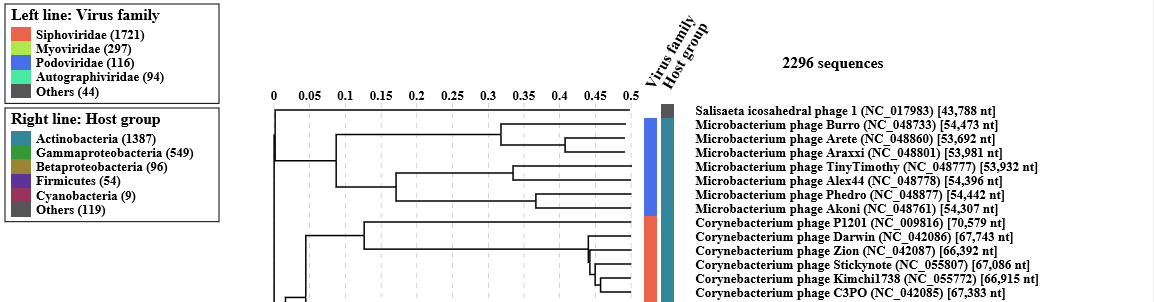 Left line: Virus family
Siphoviridae (1721)
Myoviridae (297)
Podoviridae (116)
Autographiviridae (94)
Others (44)
Right line: Host group
Actinobacteria (1387)
Gammaproteobacteria (549)
Betaproteobacteria (96)
Firmicutes (54)
Cyanobacteria (9)
Others (119)
0 0.05 0.1 0.15 0.2 0.25 0.3 0.35 0.4 0.45 0.5
Virus family
Host group
2296 sequences
Salisaeta icosahedral phage 1 (NC_017983) [43,788 nt]
Microbacterium phage Burro (NC_048733) [54,473 nt]
Microbacterium phage Arete (NC_048860) [53,692 nt]
Microbacterium phage Araxxi (NC_048801) [53,981 nt]
Microbacterium phage TinyTimothy (NC_048777) [53,932 nt]
Microbacterium phage Alex44 (NC_048778) [54,396 nt]
Microbacterium phage Phedro (NC_048877) [54,442 nt]
Microbacterium phage Akoni (NC_048761) [54,307 nt]
Corynebacterium phage P1201 (NC_009816) [70,579 nt]
Corynebacterium phage Darwin (NC_042086) [67,743 nt]
Corynebacterium phage Zion (NC_042087) [66,392 nt]
Corynebacterium phage Stickynote (NC_055807) [67,086 nt]
Corynebacterium phage Kimchi1738 (NC_055772) [66,915 nt]
Corynebacterium phage C3PO (NC_042085) [67,383 nt]